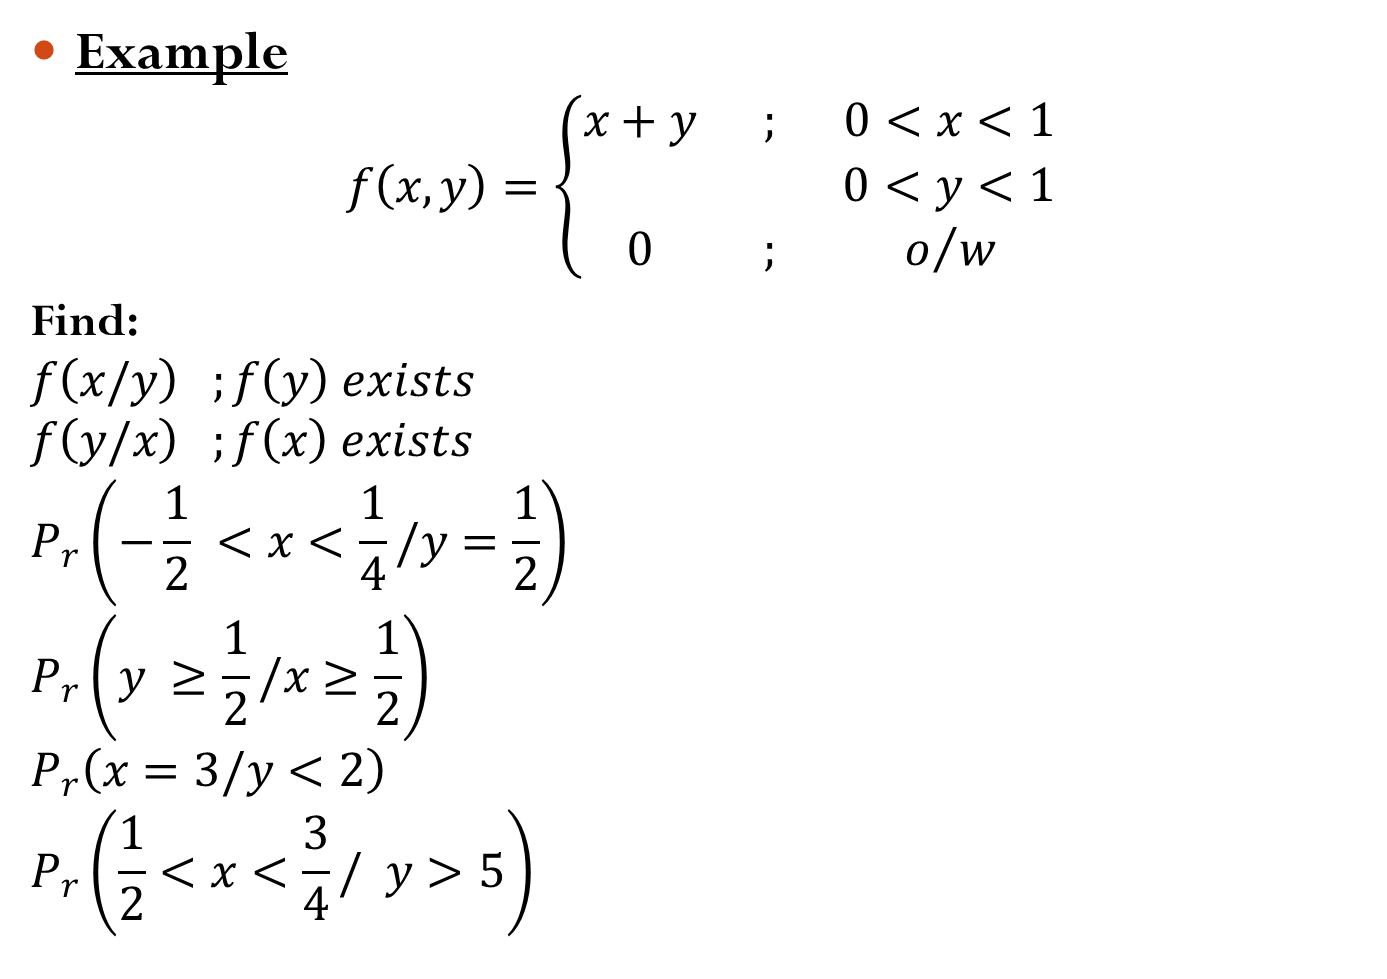 • Example
f(x, y) = { x + y ; 0 < x < 1
0 < y < 1
0 ; o/w
Find:
f(x/y) ; f(y) exists
f(y/x) ; f(x) exists
P_r(−1/2 < x < 1/4 /y = 1/2)
P_r(y ≥ 1/2 /x ≥ 1/2)
P_r(x = 3/y < 2)
P_r(1/2 < x < 3/4 / y > 5)